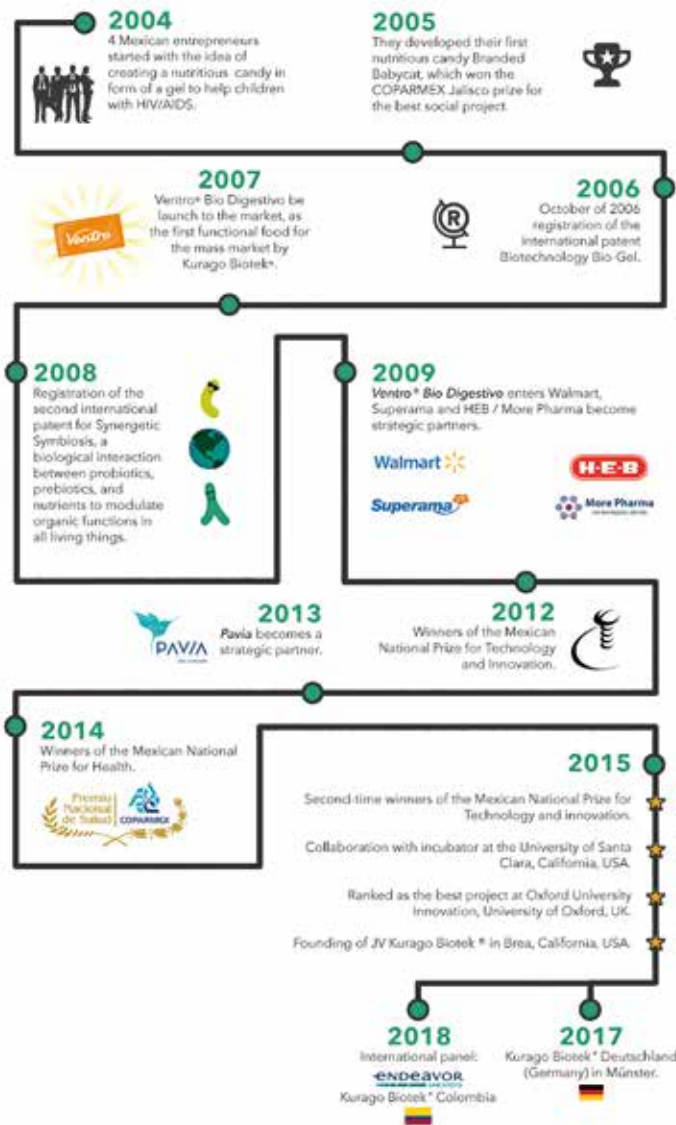 2004
4 Mexican entrepreneurs
started with the idea of
creating a nutritious candy in
form of a gel to help children
with HIV/AIDS.
2005
They developed their first
nutritious candy Branded
Babycat, which won the
COPARMEX Jalisco prize for
the best social project.
2007
Ventro® Bio Digestivo be
launch to the market, as
the first functional food for
the mass market by
Kurago Biotek®.
Ventro
2006
October of 2006
registration of the
international patent
Biotechnology Bio-Gel.
R
2008
Registration of the
second international
patent for Synergetic
Symbiosis, a
biological interaction
between probiotics,
prebiotics, and
nutrients to modulate
organic functions in
all living things.
2009
Ventro® Bio Digestivo enters Walmart,
Superama and HEB / More Pharma become
strategic partners.
Walmart
H-E-B
Superama
More Pharma
2013
Pavia becomes a
strategic partner.
PAVIA
2012
Winners of the Mexican
National Prize for Technology
and Innovation.
2014
Winners of the Mexican National
Prize for Health.
Premio
Nacional
de Salud
COPARMEX
2015
Second-time winners of the Mexican National Prize for
Technology and innovation.
Collaboration with incubator at the University of Santa
Clara, California, USA.
Ranked as the best project at Oxford University
Innovation, University of Oxford, UK.
Founding of JV Kurago Biotek ® in Brea, California, USA.
2018
International panel:
ENDEAVOR
Kurago Biotek® Colombia
2017
Kurago Biotek® Deutschland
(Germany) in Münster.